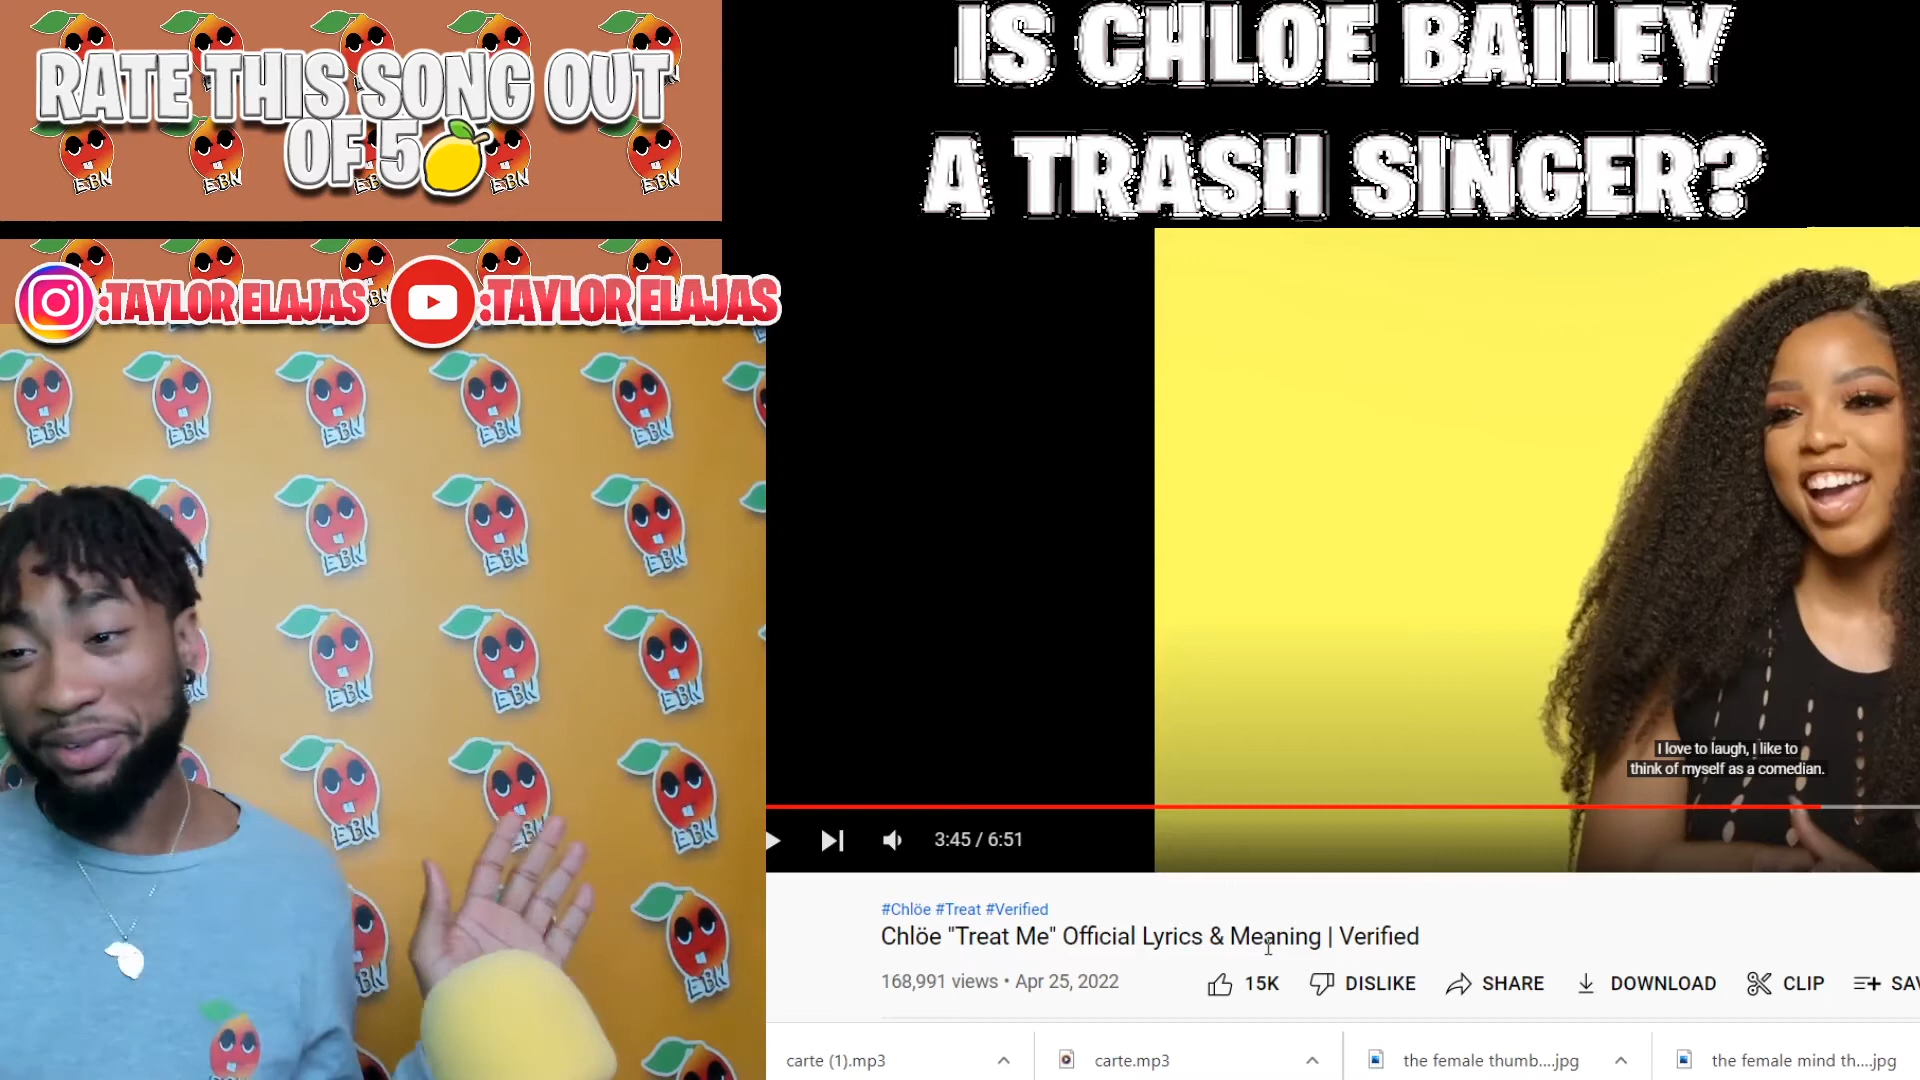 RATE THIS SONG OUT
OF 5
IS CHLOE BAILEY
A TRASH SINGER?
:TAYLOR ELAJAS
:TAYLOR ELAJAS
EBN
I love to laugh, I like to
think of myself as a comedian.
3:45 / 6:51
#Chlöe #Treat #Verified
Chlöe "Treat Me" Official Lyrics & Meaning | Verified
168,991 views • Apr 25, 2022
15K
DISLIKE
SHARE
DOWNLOAD
CLIP
carte (1).mp3
carte.mp3
the female thumb....jpg
the female mind th....jpg